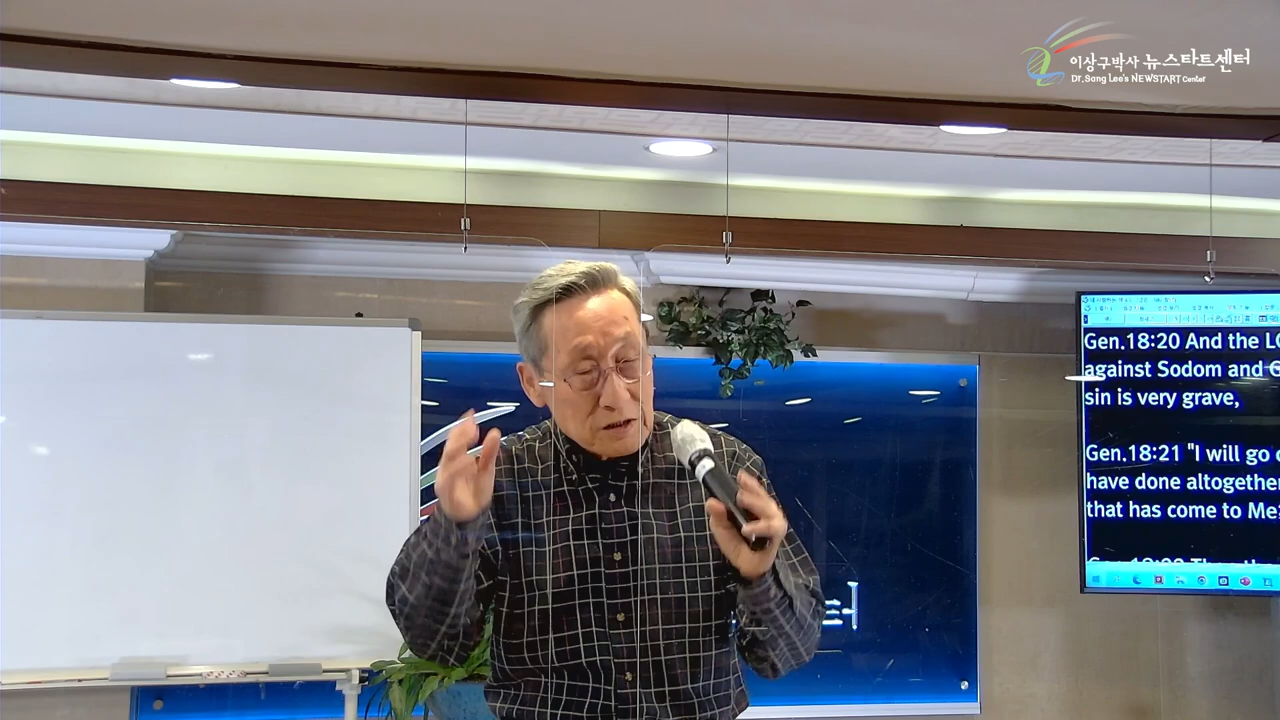 이상구박사 뉴스타트센터
Dr.Sang Lee's NEWSTART Center
Gen.18:20 And the LO
against Sodom and G
sin is very grave,
Gen.18:21 "I will go
have done altogether
that has come to Me
터